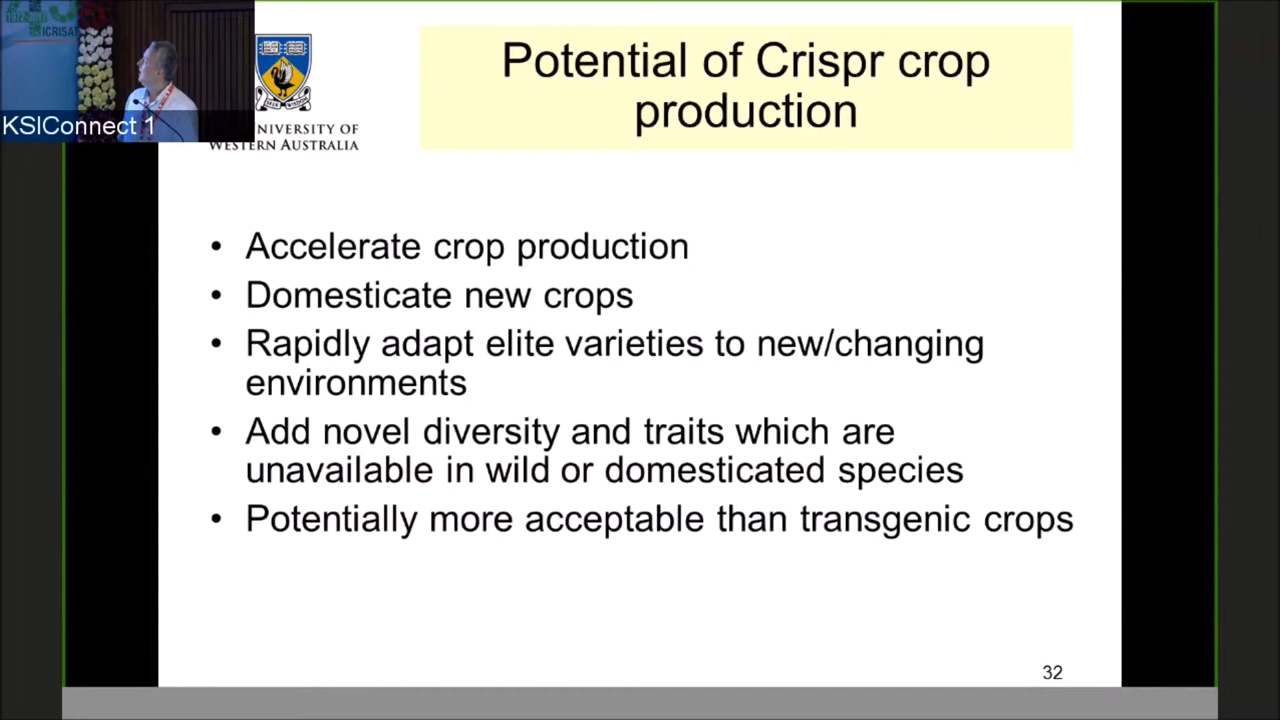 ICRISAT
KSIConnect 1
NIVERSITY OF
WESTERN AUSTRALIA
Potential of Crispr crop
production
• Accelerate crop production
• Domesticate new crops
• Rapidly adapt elite varieties to new/changing
environments
• Add novel diversity and traits which are
unavailable in wild or domesticated species
• Potentially more acceptable than transgenic crops
32